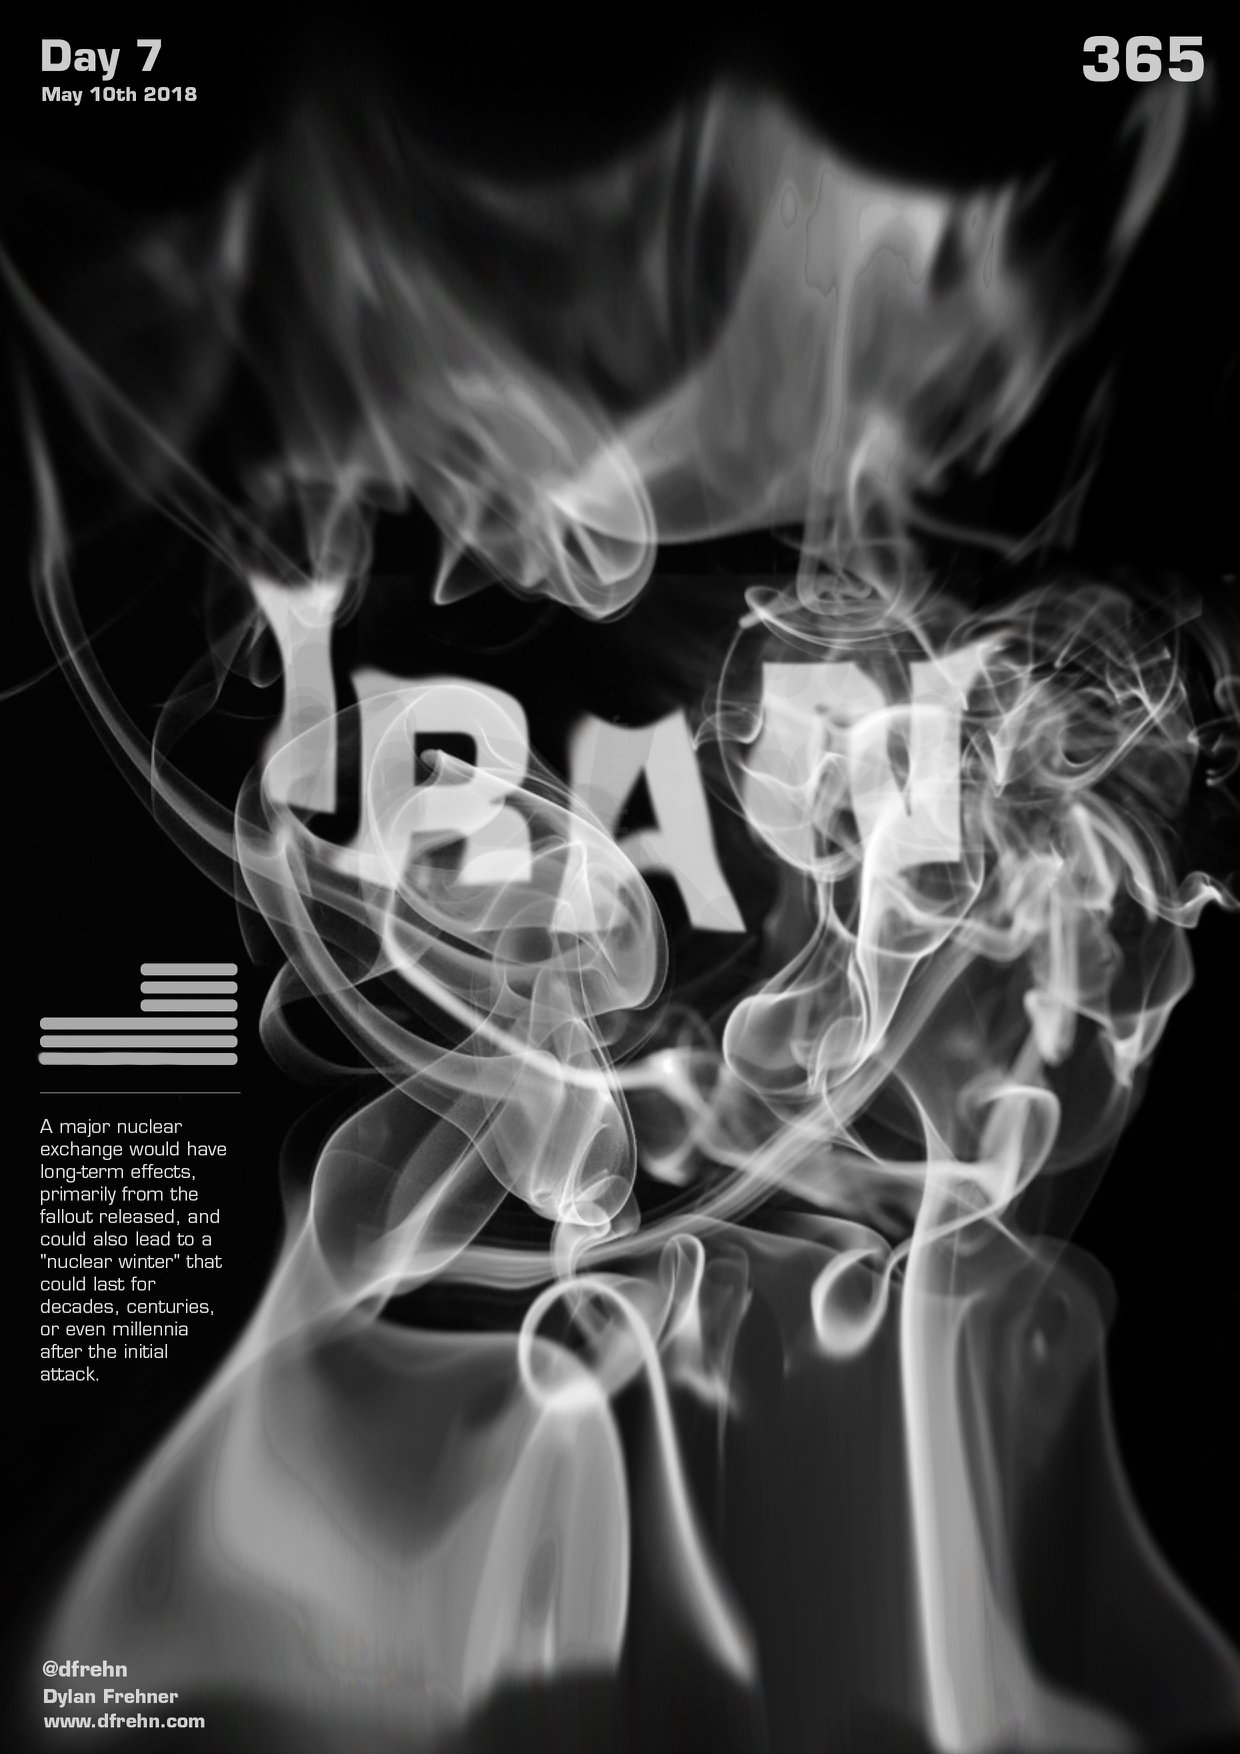 Day 7
May 10th 2018
365
IRAN
A major nuclear
exchange would have
long-term effects,
primarily from the
fallout released, and
could also lead to a
"nuclear winter" that
could last for
decades, centuries,
or even millennia
after the initial
attack.
@dfrehn
Dylan Frehner
www.dfrehn.com